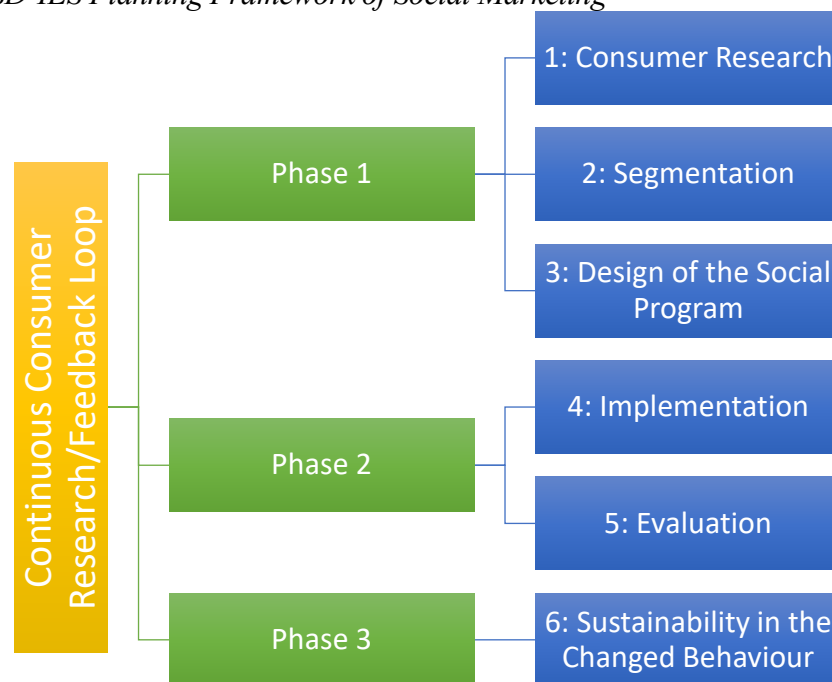 Planning Framework of Social Marketing
Continuous Consumer
Research/Feedback Loop
Phase 1
1: Consumer Research
2: Segmentation
3: Design of the Social
Program
Phase 2
4: Implementation
5: Evaluation
Phase 3
6: Sustainability in the
Changed Behaviour